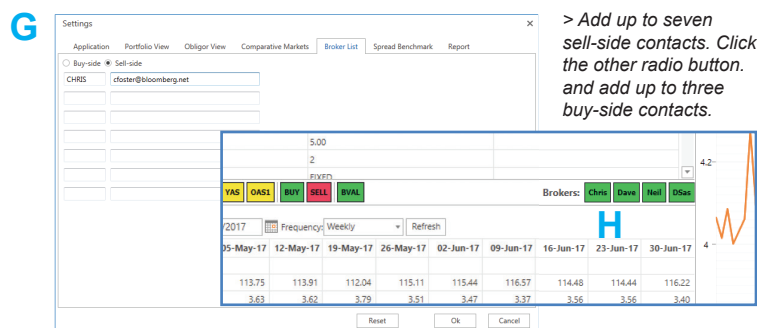 G
Settings ×
Application Portfolio View Obligor View Comparative Markets Broker List Spread Benchmark Report
Buy-side Sell-side
CHRIS cfoster@bloomberg.net
> Add up to seven
sell-side contacts. Click
the other radio button.
and add up to three
buy-side contacts.
5.00
2
FIXED
YAS OAS1 BUY SELL BVAL Brokers: Chris Dave Neil DSas
/2017 Frequency: Weekly Refresh
H
05-May-17 12-May-17 19-May-17 26-May-17 02-Jun-17 09-Jun-17 16-Jun-17 23-Jun-17 30-Jun-17
113.75 113.91 112.04 115.11 115.44 116.57 114.48 114.44 116.22
3.63 3.62 3.79 3.51 3.47 3.37 3.56 3.56 3.40
4.2
4
Reset Ok Cancel